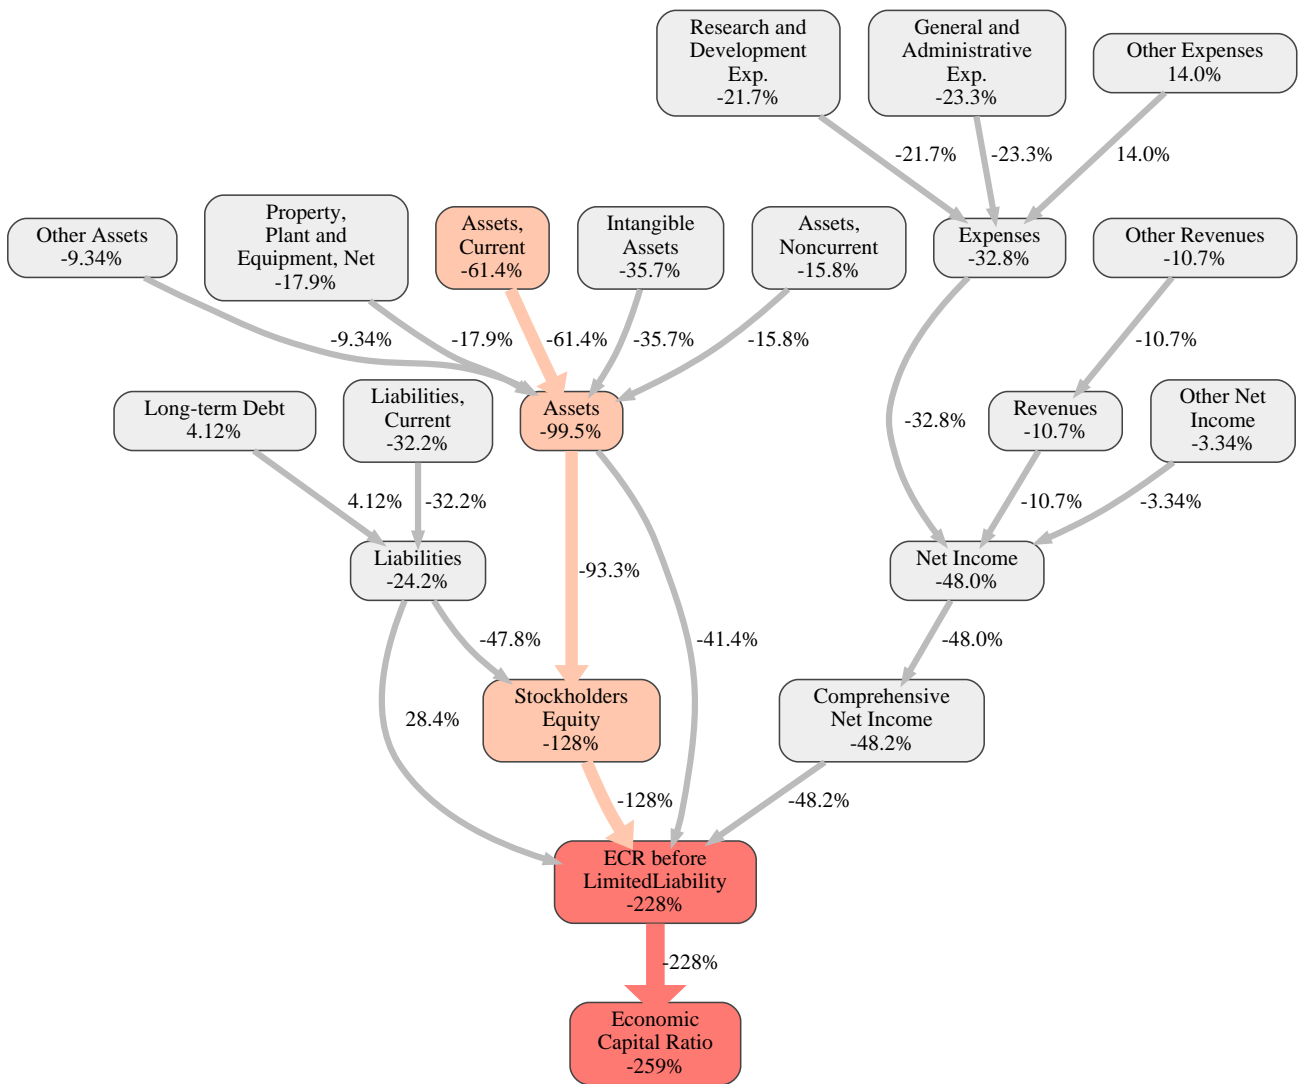 Research and
Development
Exp.
-21.7%
General and
Administrative
Exp.
-23.3%
Other Expenses
14.0%
-21.7%
-23.3%
14.0%
Other Assets
-9.34%
Property,
Plant and
Equipment, Net
-17.9%
Assets,
Current
-61.4%
Intangible
Assets
-35.7%
Assets,
Noncurrent
-15.8%
Expenses
-32.8%
Other Revenues
-10.7%
-9.34%
-17.9%
-61.4%
-35.7%
-15.8%
-10.7%
Long-term Debt
4.12%
Liabilities,
Current
-32.2%
Assets
-99.5%
-32.8%
Revenues
-10.7%
Other Net
Income
-3.34%
4.12%
-32.2%
-10.7%
-3.34%
Liabilities
-24.2%
-93.3%
Net Income
-48.0%
-47.8%
-41.4%
-48.0%
28.4%
Stockholders
Equity
-128%
Comprehensive
Net Income
-48.2%
-128%
-48.2%
ECR before
LimitedLiability
-228%
-228%
Economic
Capital Ratio
-259%